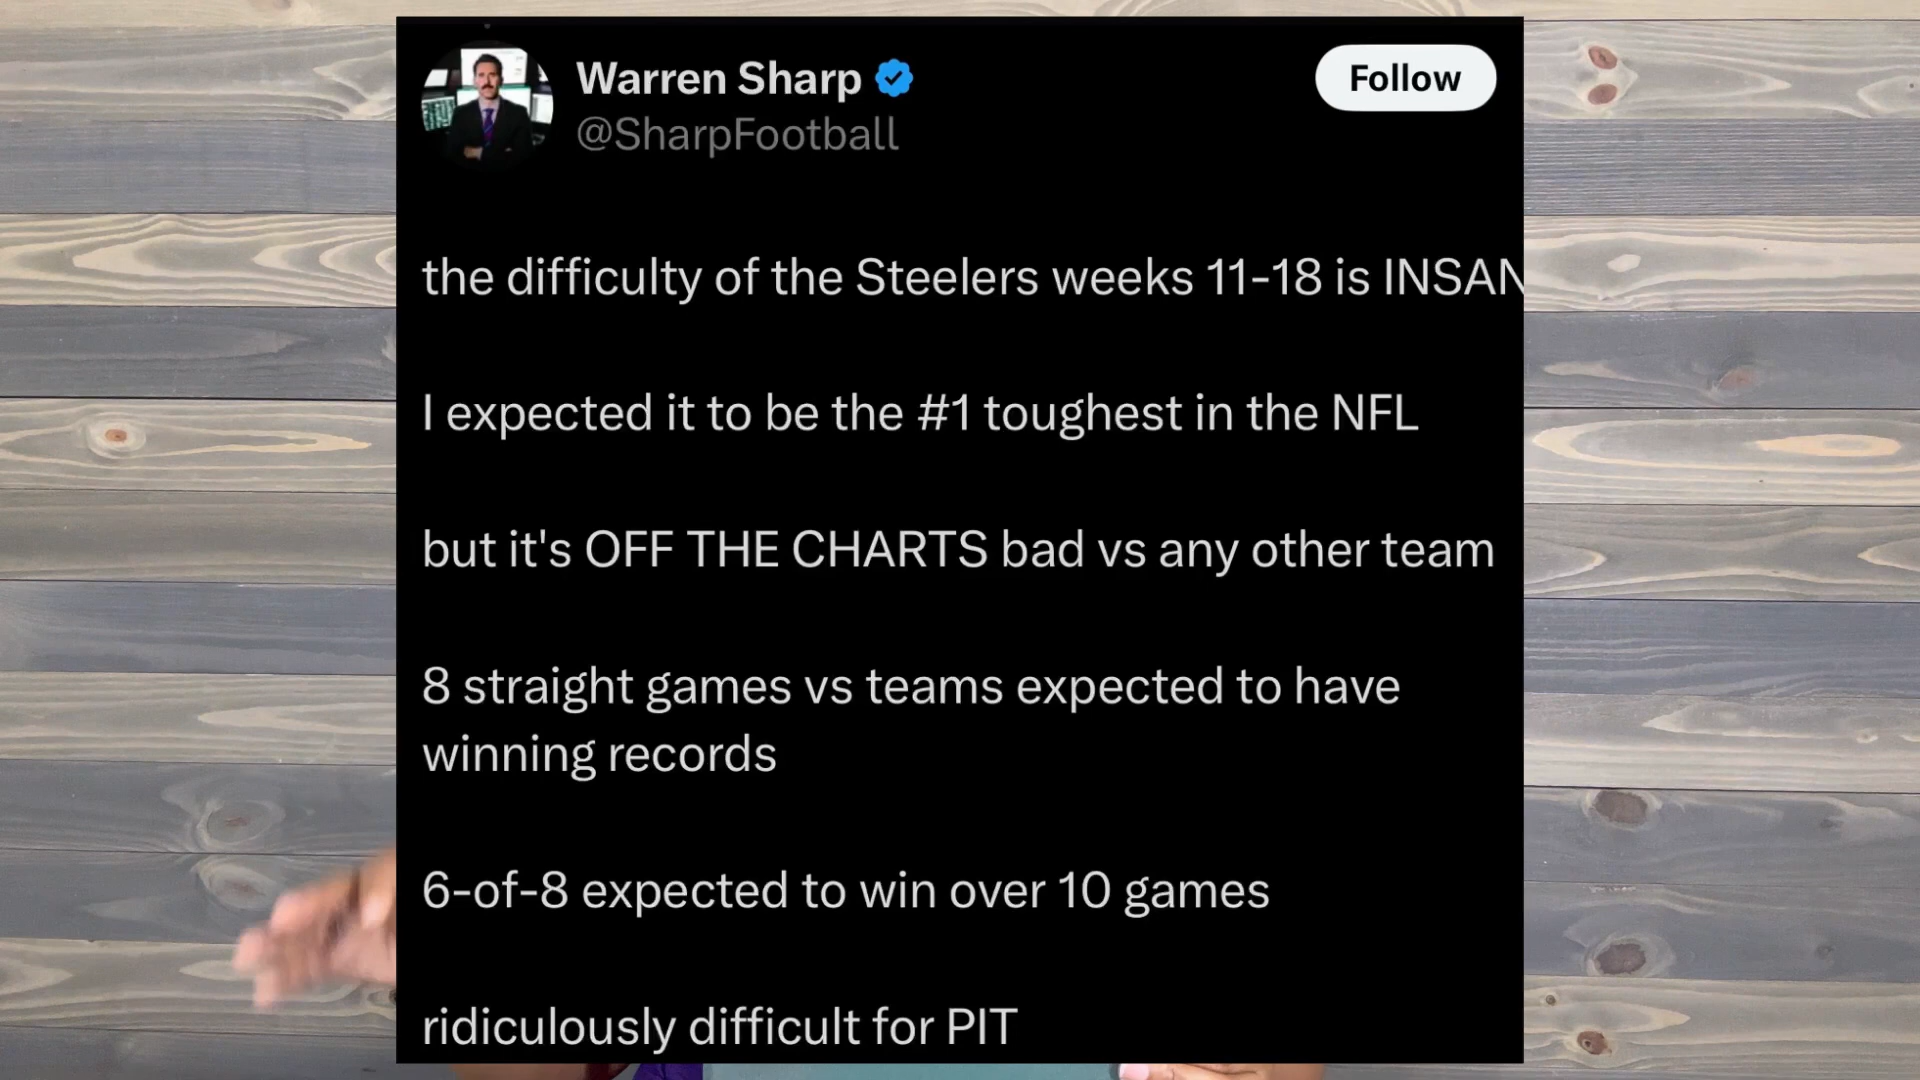 Warren Sharp
@SharpFootball
Follow
the difficulty of the Steelers weeks 11-18 is INSAN
I expected it to be the #1 toughest in the NFL
but it's OFF THE CHARTS bad vs any other team
8 straight games vs teams expected to have
winning records
6-of-8 expected to win over 10 games
ridiculously difficult for PIT